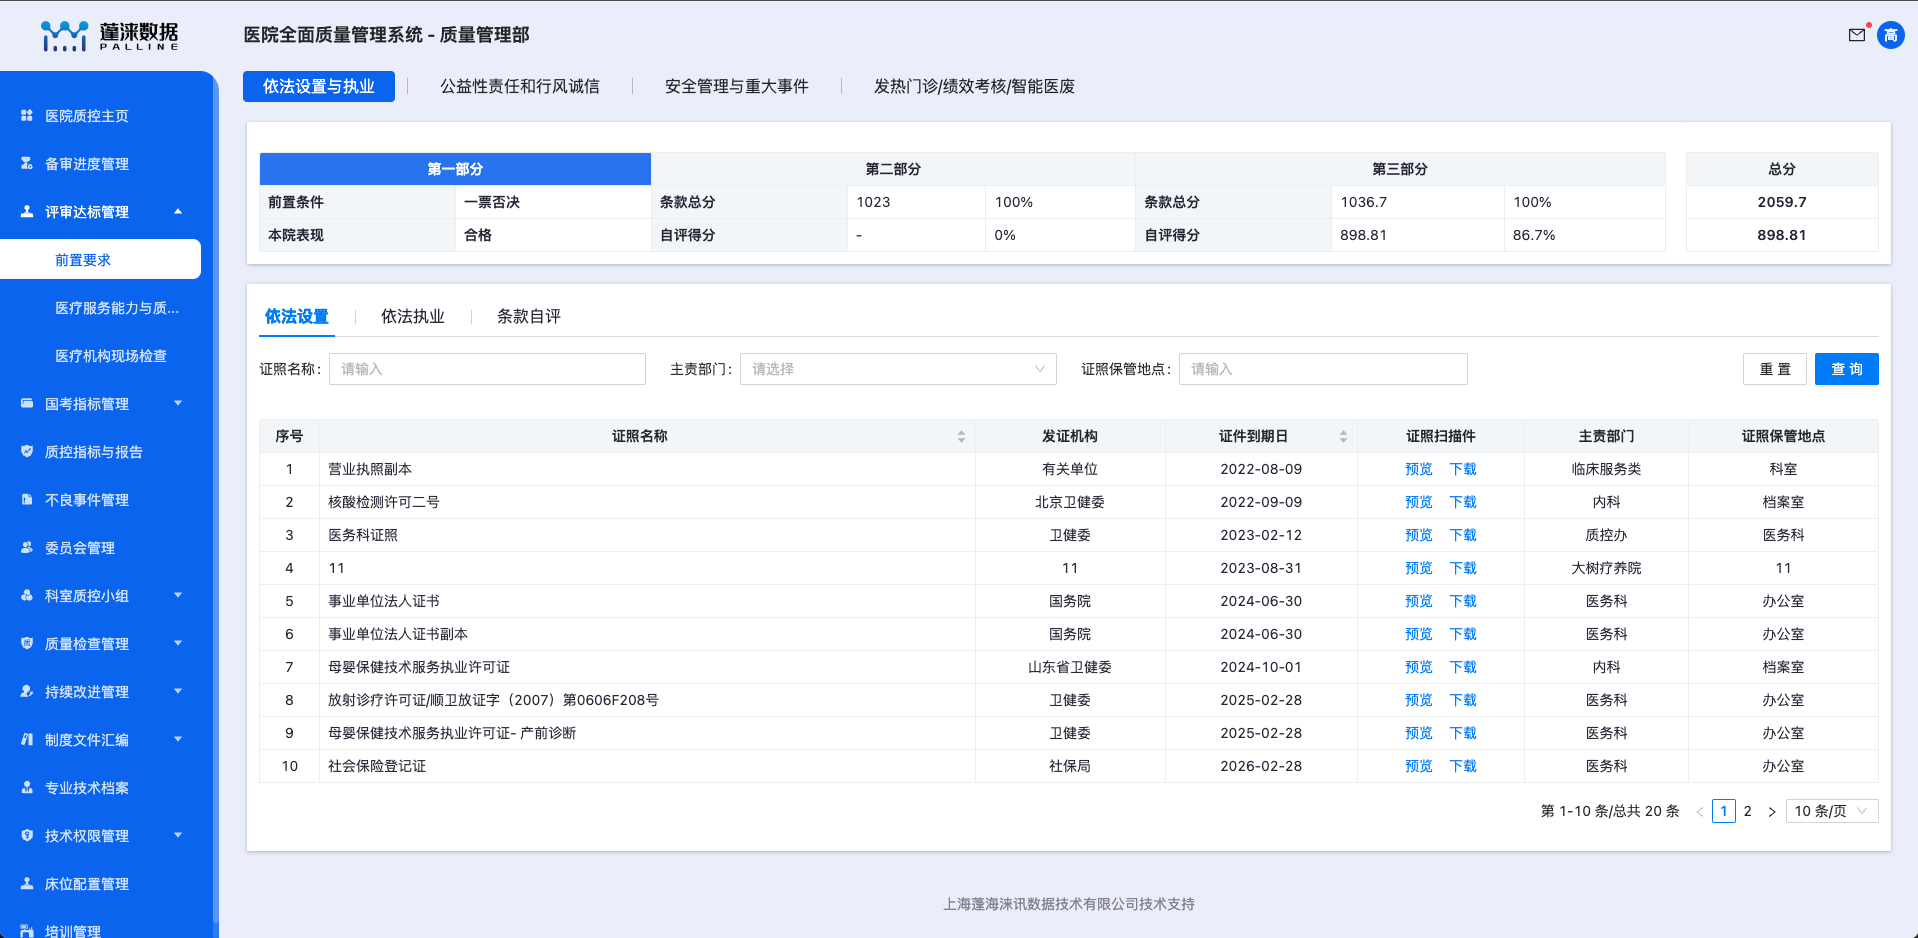 蓬涞数据
PALLINE
医院全面质量管理系统 - 质量管理部
高
医院质控主页
备审进度管理
评审达标管理
前置要求
医疗服务能力与质...
医疗机构现场检查
国考指标管理
质控指标与报告
不良事件管理
委员会管理
科室质控小组
质量检查管理
持续改进管理
制度文件汇编
专业技术档案
技术权限管理
床位配置管理
培训管理
依法设置与执业 公益性责任和行风诚信 安全管理与重大事件 发热门诊/绩效考核/智能医废
第一部分 第二部分 第三部分 总分
前置条件 一票否决 条款总分 1023 100% 条款总分 1036.7 100% 2059.7
本院表现 合格 自评得分 - 0% 自评得分 898.81 86.7% 898.81
依法设置 依法执业 条款自评
证照名称: 请输入 主责部门: 请选择 证照保管地点: 请输入 重 置 查 询
序号 证照名称 发证机构 证件到期日 证照扫描件 主责部门 证照保管地点
1 营业执照副本 有关单位 2022-08-09 预览 下载 临床服务类 科室
2 核酸检测许可二号 北京卫健委 2022-09-09 预览 下载 内科 档案室
3 医务科证照 卫健委 2023-02-12 预览 下载 质控办 医务科
4 11 11 2023-08-31 预览 下载 大树疗养院 11
5 事业单位法人证书 国务院 2024-06-30 预览 下载 医务科 办公室
6 事业单位法人证书副本 国务院 2024-06-30 预览 下载 医务科 办公室
7 母婴保健技术服务执业许可证 山东省卫健委 2024-10-01 预览 下载 内科 档案室
8 放射诊疗许可证/顺卫放证字（2007）第0606F208号 卫健委 2025-02-28 预览 下载 医务科 办公室
9 母婴保健技术服务执业许可证- 产前诊断 卫健委 2025-02-28 预览 下载 医务科 办公室
10 社会保险登记证 社保局 2026-02-28 预览 下载 医务科 办公室
第 1-10 条/总共 20 条 < 1 2 > 10 条/页
上海蓬海涞讯数据技术有限公司技术支持